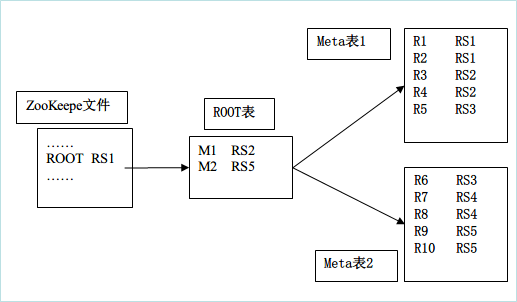 ZooKeepe文件
……
ROOT RS1
……
ROOT表
M1 RS2
M2 RS5
Meta表1
R1 RS1
R2 RS1
R3 RS2
R4 RS2
R5 RS3
Meta表2
R6 RS3
R7 RS4
R8 RS4
R9 RS5
R10 RS5